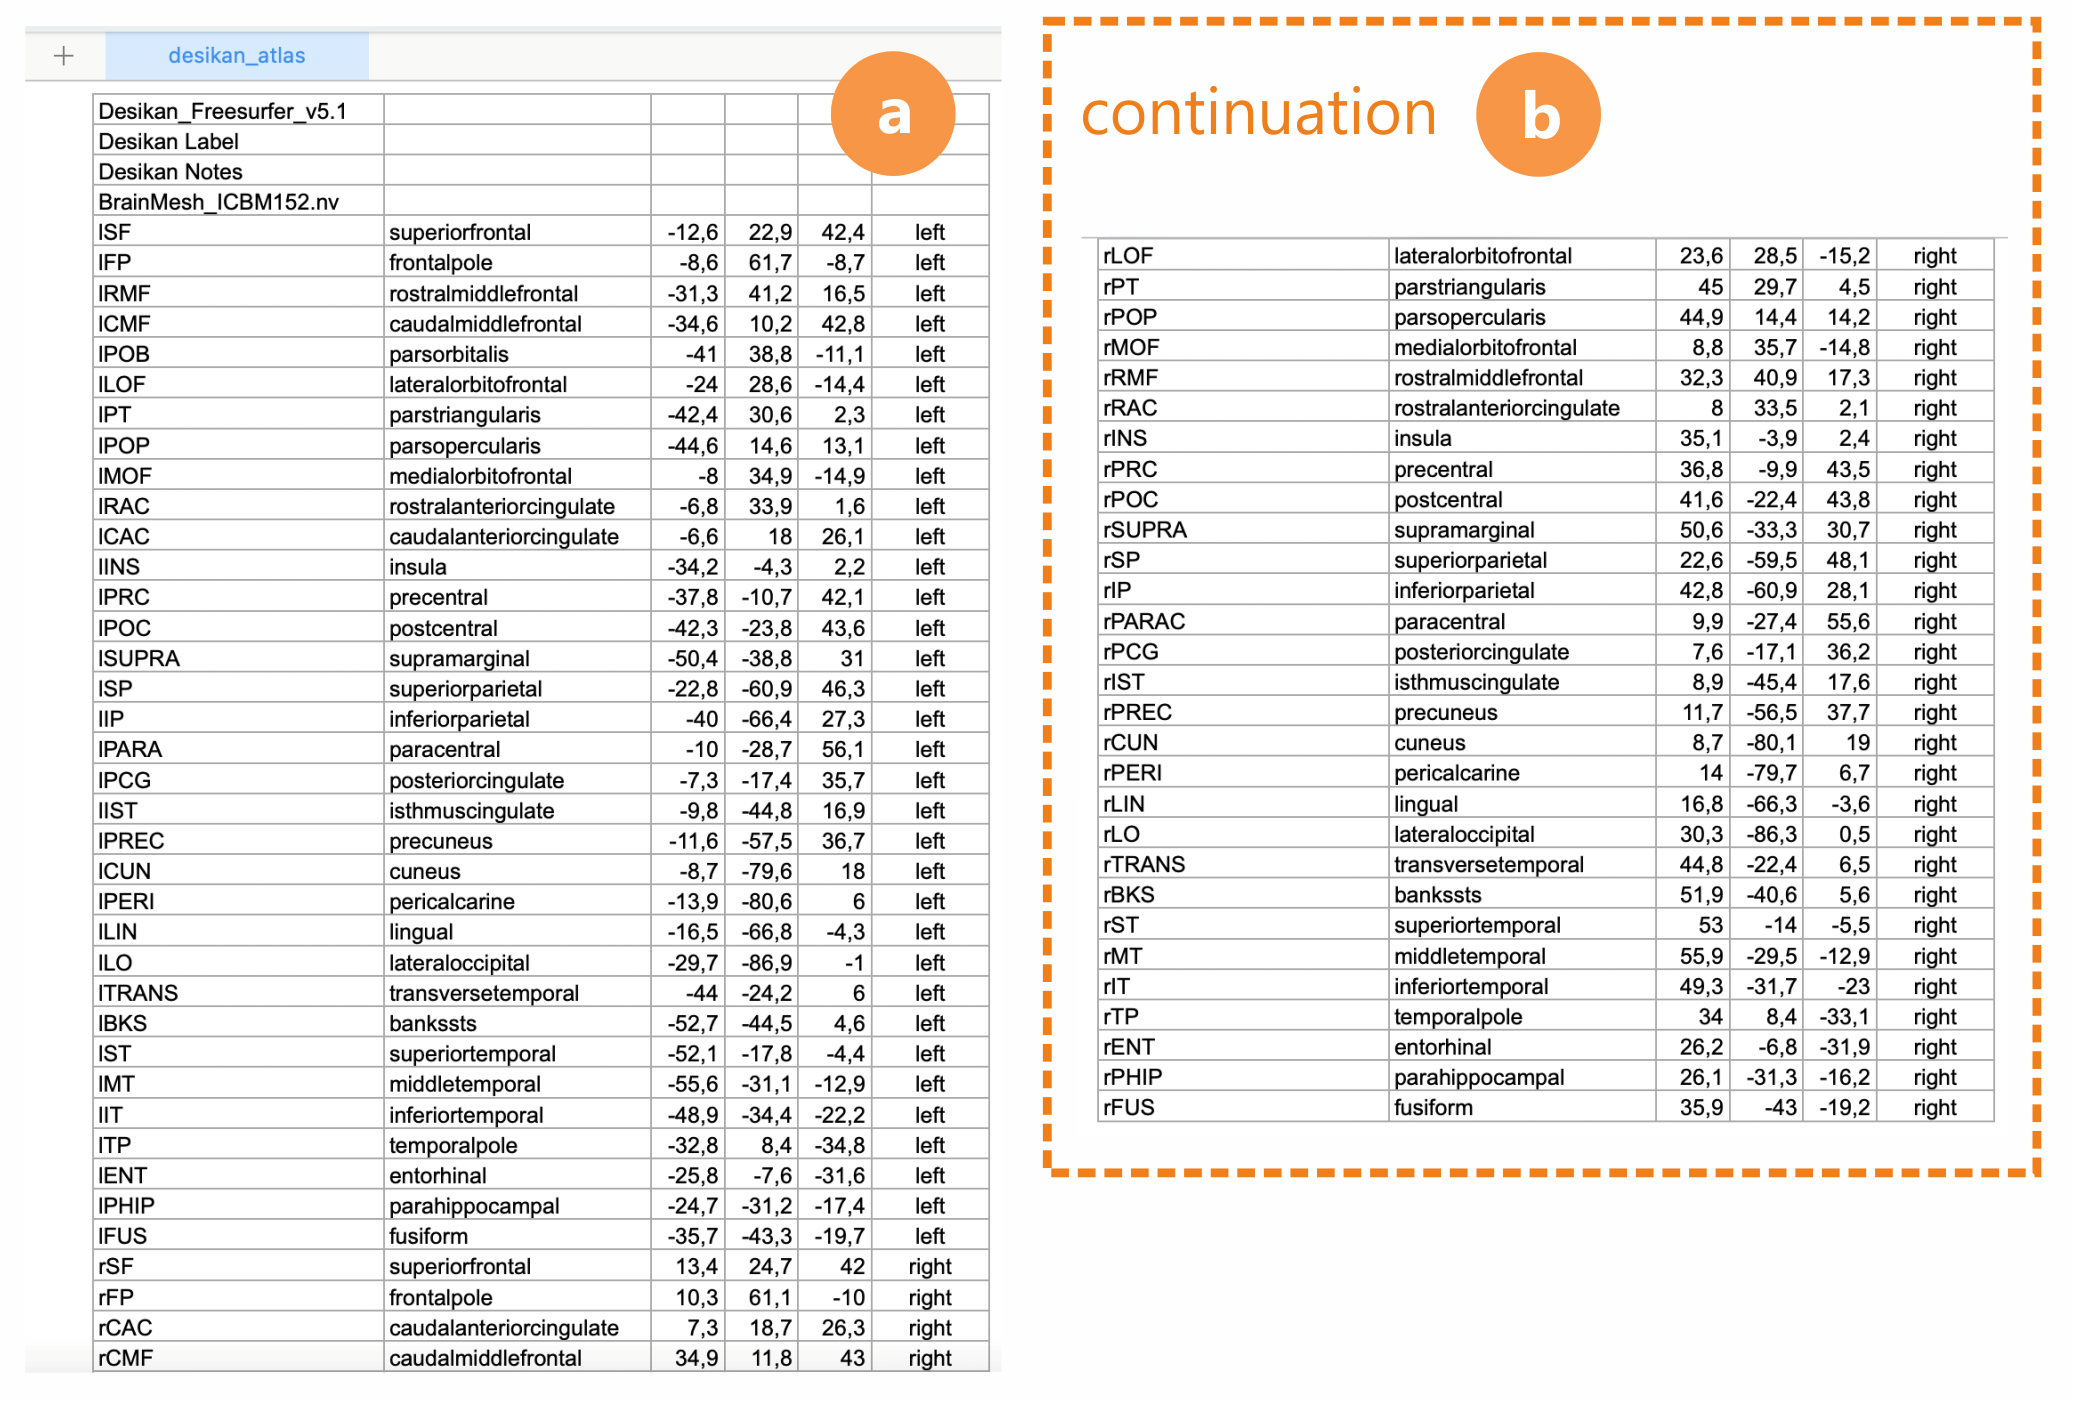 + desikan_atlas
a
Desikan_Freesurfer_v5.1
Desikan Label
Desikan Notes
BrainMesh_ICBM152.nv
lSF superiorfrontal -12,6 22,9 42,4 left
lFP frontalpole -8,6 61,7 -8,7 left
lRMF rostralmiddlefrontal -31,3 41,2 16,5 left
lCMF caudalmiddlefrontal -34,6 10,2 42,8 left
lPOB parsorbitalis -41 38,8 -11,1 left
lLOF lateralorbitofrontal -24 28,6 -14,4 left
lPT parstriangularis -42,4 30,6 2,3 left
lPOP parsopercularis -44,6 14,6 13,1 left
lMOF medialorbitofrontal -8 34,9 -14,9 left
lRAC rostralanteriorcingulate -6,8 33,9 1,6 left
lCAC caudalanteriorcingulate -6,6 18 26,1 left
lINS insula -34,2 -4,3 2,2 left
lPRC precentral -37,8 -10,7 42,1 left
lPOC postcentral -42,3 -23,8 43,6 left
lSUPRA supramarginal -50,4 -38,8 31 left
lSP superiorparietal -22,8 -60,9 46,3 left
lIP inferiorparietal -40 -66,4 27,3 left
lPARA paracentral -10 -28,7 56,1 left
lPCG posteriorcingulate -7,3 -17,4 35,7 left
lIST isthmuscingulate -9,8 -44,8 16,9 left
lPREC precuneus -11,6 -57,5 36,7 left
lCUN cuneus -8,7 -79,6 18 left
lPERI pericalcarine -13,9 -80,6 6 left
lLIN lingual -16,5 -66,8 -4,3 left
lLO lateraloccipital -29,7 -86,9 -1 left
lTRANS transversetemporal -44 -24,2 6 left
lBKS bankssts -52,7 -44,5 4,6 left
lST superiortemporal -52,1 -17,8 -4,4 left
lMT middletemporal -55,6 -31,1 -12,9 left
lIT inferiortemporal -48,9 -34,4 -22,2 left
lTP temporalpole -32,8 8,4 -34,8 left
lENT entorhinal -25,8 -7,6 -31,6 left
lPHIP parahippocampal -24,7 -31,2 -17,4 left
lFUS fusiform -35,7 -43,3 -19,7 left
rSF superiorfrontal 13,4 24,7 42 right
rFP frontalpole 10,3 61,1 -10 right
rCAC caudalanteriorcingulate 7,3 18,7 26,3 right
rCMF caudalmiddlefrontal 34,9 11,8 43 right
continuation b
rLOF lateralorbitofrontal 23,6 28,5 -15,2 right
rPT parstriangularis 45 29,7 4,5 right
rPOP parsopercularis 44,9 14,4 14,2 right
rMOF medialorbitofrontal 8,8 35,7 -14,8 right
rRMF rostralmiddlefrontal 32,3 40,9 17,3 right
rRAC rostralanteriorcingulate 8 33,5 2,1 right
rINS insula 35,1 -3,9 2,4 right
rPRC precentral 36,8 -9,9 43,5 right
rPOC postcentral 41,6 -22,4 43,8 right
rSUPRA supramarginal 50,6 -33,3 30,7 right
rSP superiorparietal 22,6 -59,5 48,1 right
rIP inferiorparietal 42,8 -60,9 28,1 right
rPARAC paracentral 9,9 -27,4 55,6 right
rPCG posteriorcingulate 7,6 -17,1 36,2 right
rIST isthmuscingulate 8,9 -45,4 17,6 right
rPREC precuneus 11,7 -56,5 37,7 right
rCUN cuneus 8,7 -80,1 19 right
rPERI pericalcarine 14 -79,7 6,7 right
rLIN lingual 16,8 -66,3 -3,6 right
rLO lateraloccipital 30,3 -86,3 0,5 right
rTRANS transversetemporal 44,8 -22,4 6,5 right
rBKS bankssts 51,9 -40,6 5,6 right
rST superiortemporal 53 -14 -5,5 right
rMT middletemporal 55,9 -29,5 -12,9 right
rIT inferiortemporal 49,3 -31,7 -23 right
rTP temporalpole 34 8,4 -33,1 right
rENT entorhinal 26,2 -6,8 -31,9 right
rPHIP parahippocampal 26,1 -31,3 -16,2 right
rFUS fusiform 35,9 -43 -19,2 right